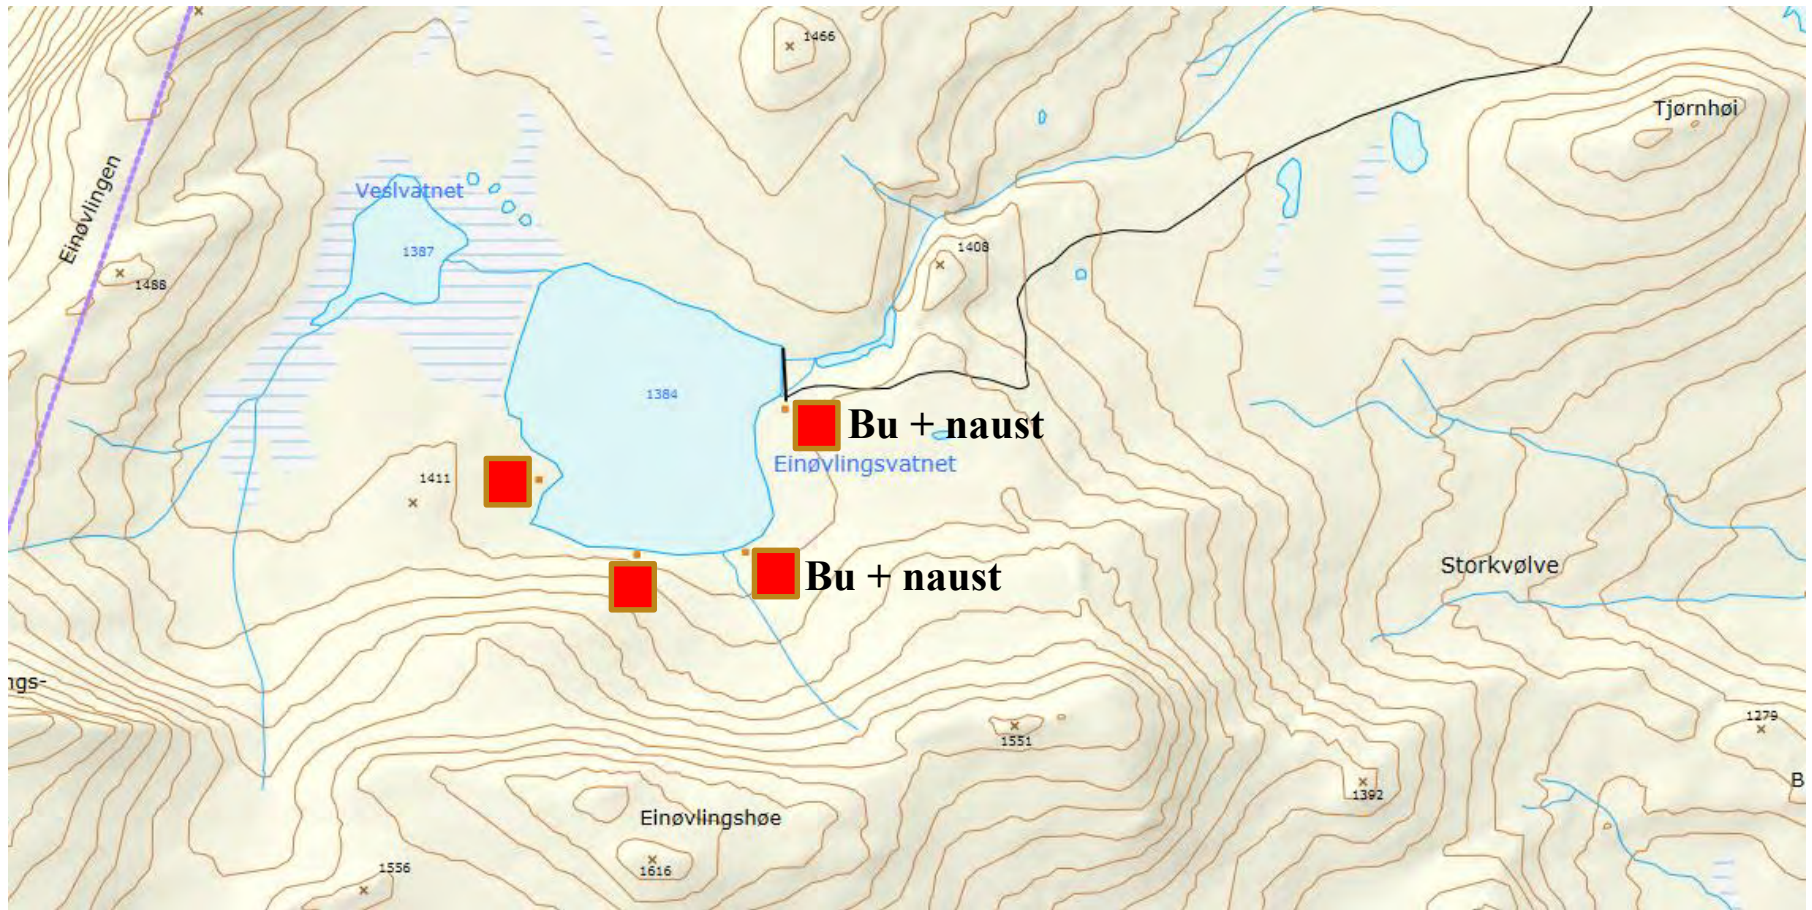 1466
Tjørnhøi
Einøvlingen
Veslvatnet
1387
1408
1488
1384
Bu + naust
Einøvlingsvatnet
1411
Storkvølve
Bu + naust
ngs-
1279
1551
B
1392
Einøvlingshøe
1616
1556